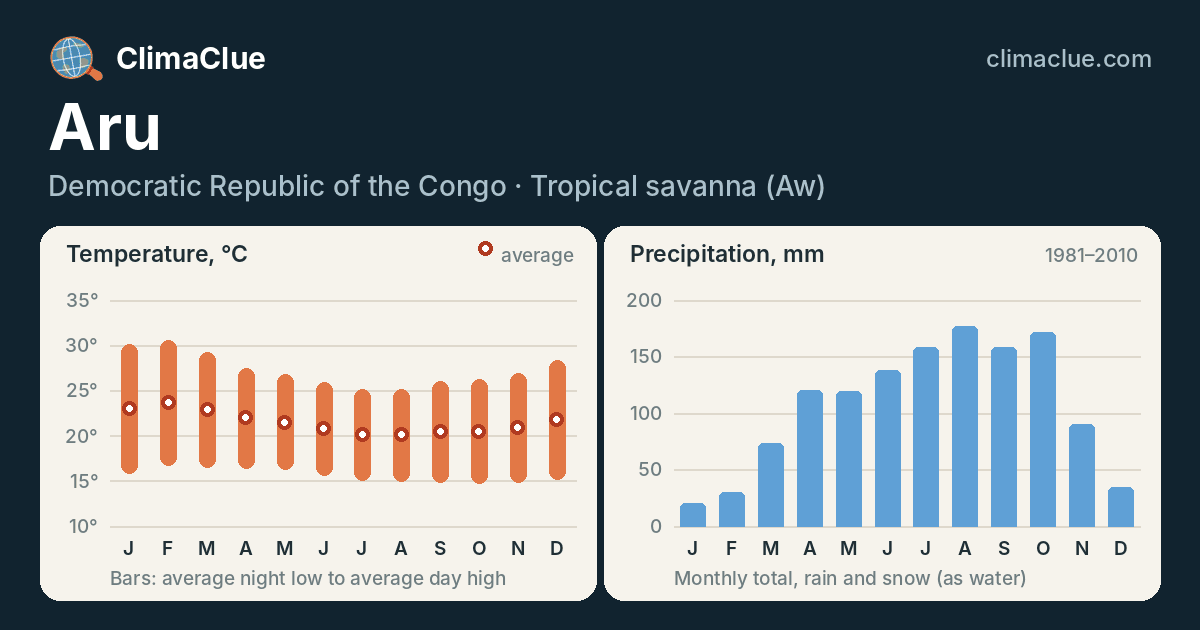 ClimaClue
climaclue.com
Aru
Democratic Republic of the Congo · Tropical savanna (Aw)
Temperature, °C
average
35°
30°
25°
20°
15°
10°
J F M A M J J A S O N D
Bars: average night low to average day high
Precipitation, mm
1981–2010
200
150
100
50
0
J F M A M J J A S O N D
Monthly total, rain and snow (as water)